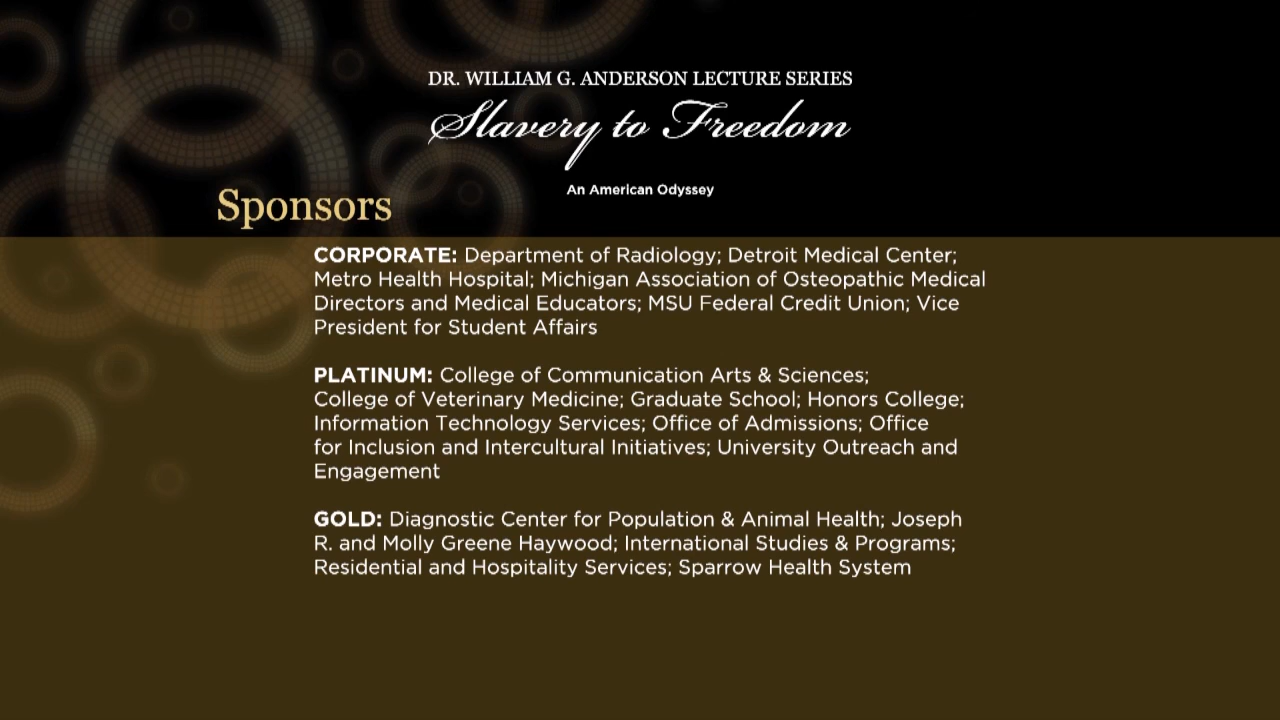 DR. WILLIAM G. ANDERSON LECTURE SERIES
Slavery to Freedom
An American Odyssey
Sponsors
CORPORATE: Department of Radiology; Detroit Medical Center;
Metro Health Hospital; Michigan Association of Osteopathic Medical
Directors and Medical Educators; MSU Federal Credit Union; Vice
President for Student Affairs
PLATINUM: College of Communication Arts & Sciences;
College of Veterinary Medicine; Graduate School; Honors College;
Information Technology Services; Office of Admissions; Office
for Inclusion and Intercultural Initiatives; University Outreach and
Engagement
GOLD: Diagnostic Center for Population & Animal Health; Joseph
R. and Molly Greene Haywood; International Studies & Programs;
Residential and Hospitality Services; Sparrow Health System